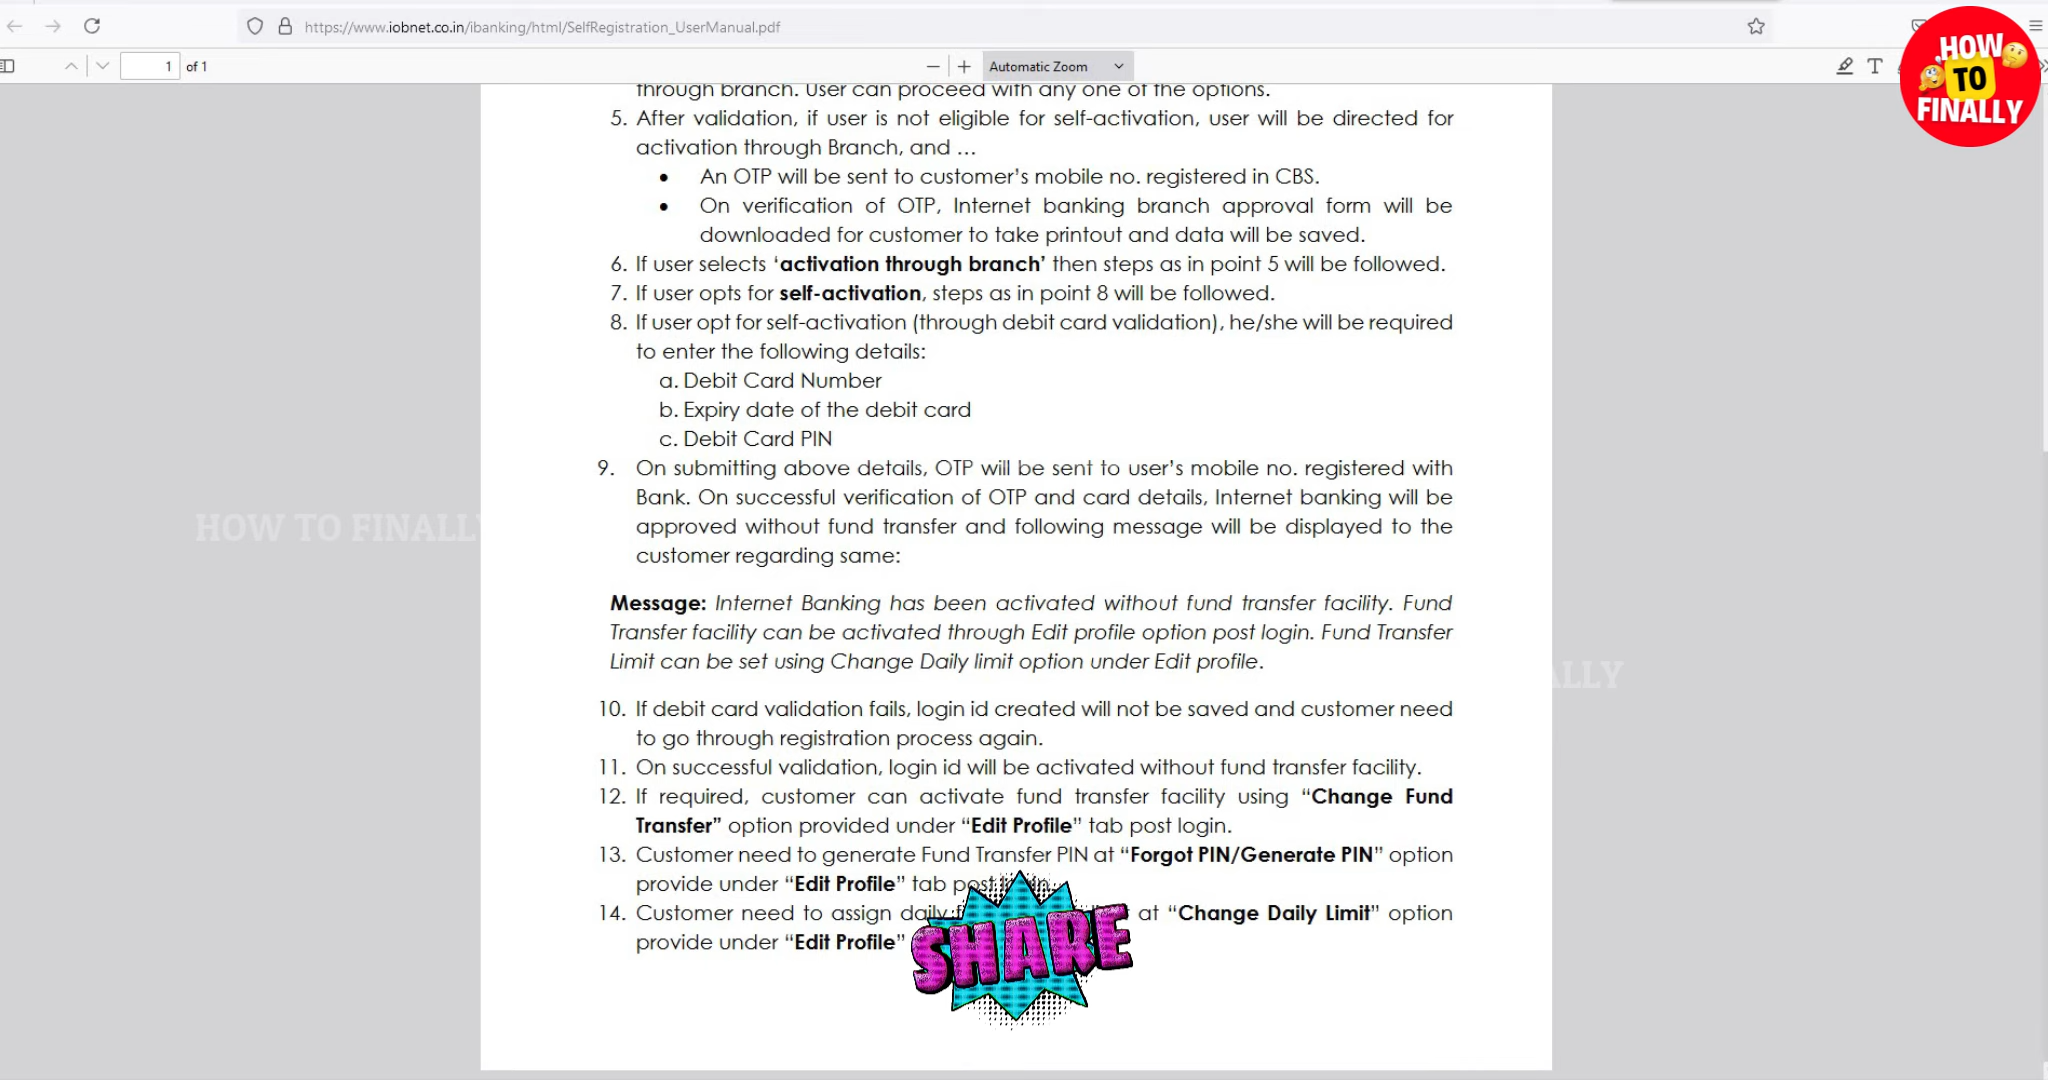 https://www.iobnet.co.in/ibanking/html/SelfRegistration_UserManual.pdf
1 of 1
Automatic Zoom
HOW
TO
FINALLY
through branch. User can proceed with any one of the options.
5. After validation, if user is not eligible for self-activation, user will be directed for
activation through Branch, and …
• An OTP will be sent to customer’s mobile no. registered in CBS.
• On verification of OTP, Internet banking branch approval form will be
downloaded for customer to take printout and data will be saved.
6. If user selects ‘activation through branch’ then steps as in point 5 will be followed.
7. If user opts for self-activation, steps as in point 8 will be followed.
8. If user opt for self-activation (through debit card validation), he/she will be required
to enter the following details:
a. Debit Card Number
b. Expiry date of the debit card
c. Debit Card PIN
9. On submitting above details, OTP will be sent to user’s mobile no. registered with
Bank. On successful verification of OTP and card details, Internet banking will be
approved without fund transfer and following message will be displayed to the
customer regarding same:
HOW TO FINALLY
Message: Internet Banking has been activated without fund transfer facility. Fund
Transfer facility can be activated through Edit profile option post login. Fund Transfer
Limit can be set using Change Daily limit option under Edit profile.
ALLY
10. If debit card validation fails, login id created will not be saved and customer need
to go through registration process again.
11. On successful validation, login id will be activated without fund transfer facility.
12. If required, customer can activate fund transfer facility using “Change Fund
Transfer” option provided under “Edit Profile” tab post login.
13. Customer need to generate Fund Transfer PIN at “Forgot PIN/Generate PIN” option
provide under “Edit Profile” tab post
14. Customer need to assign daily at “Change Daily Limit” option
provide under “Edit Profile”
SHARE